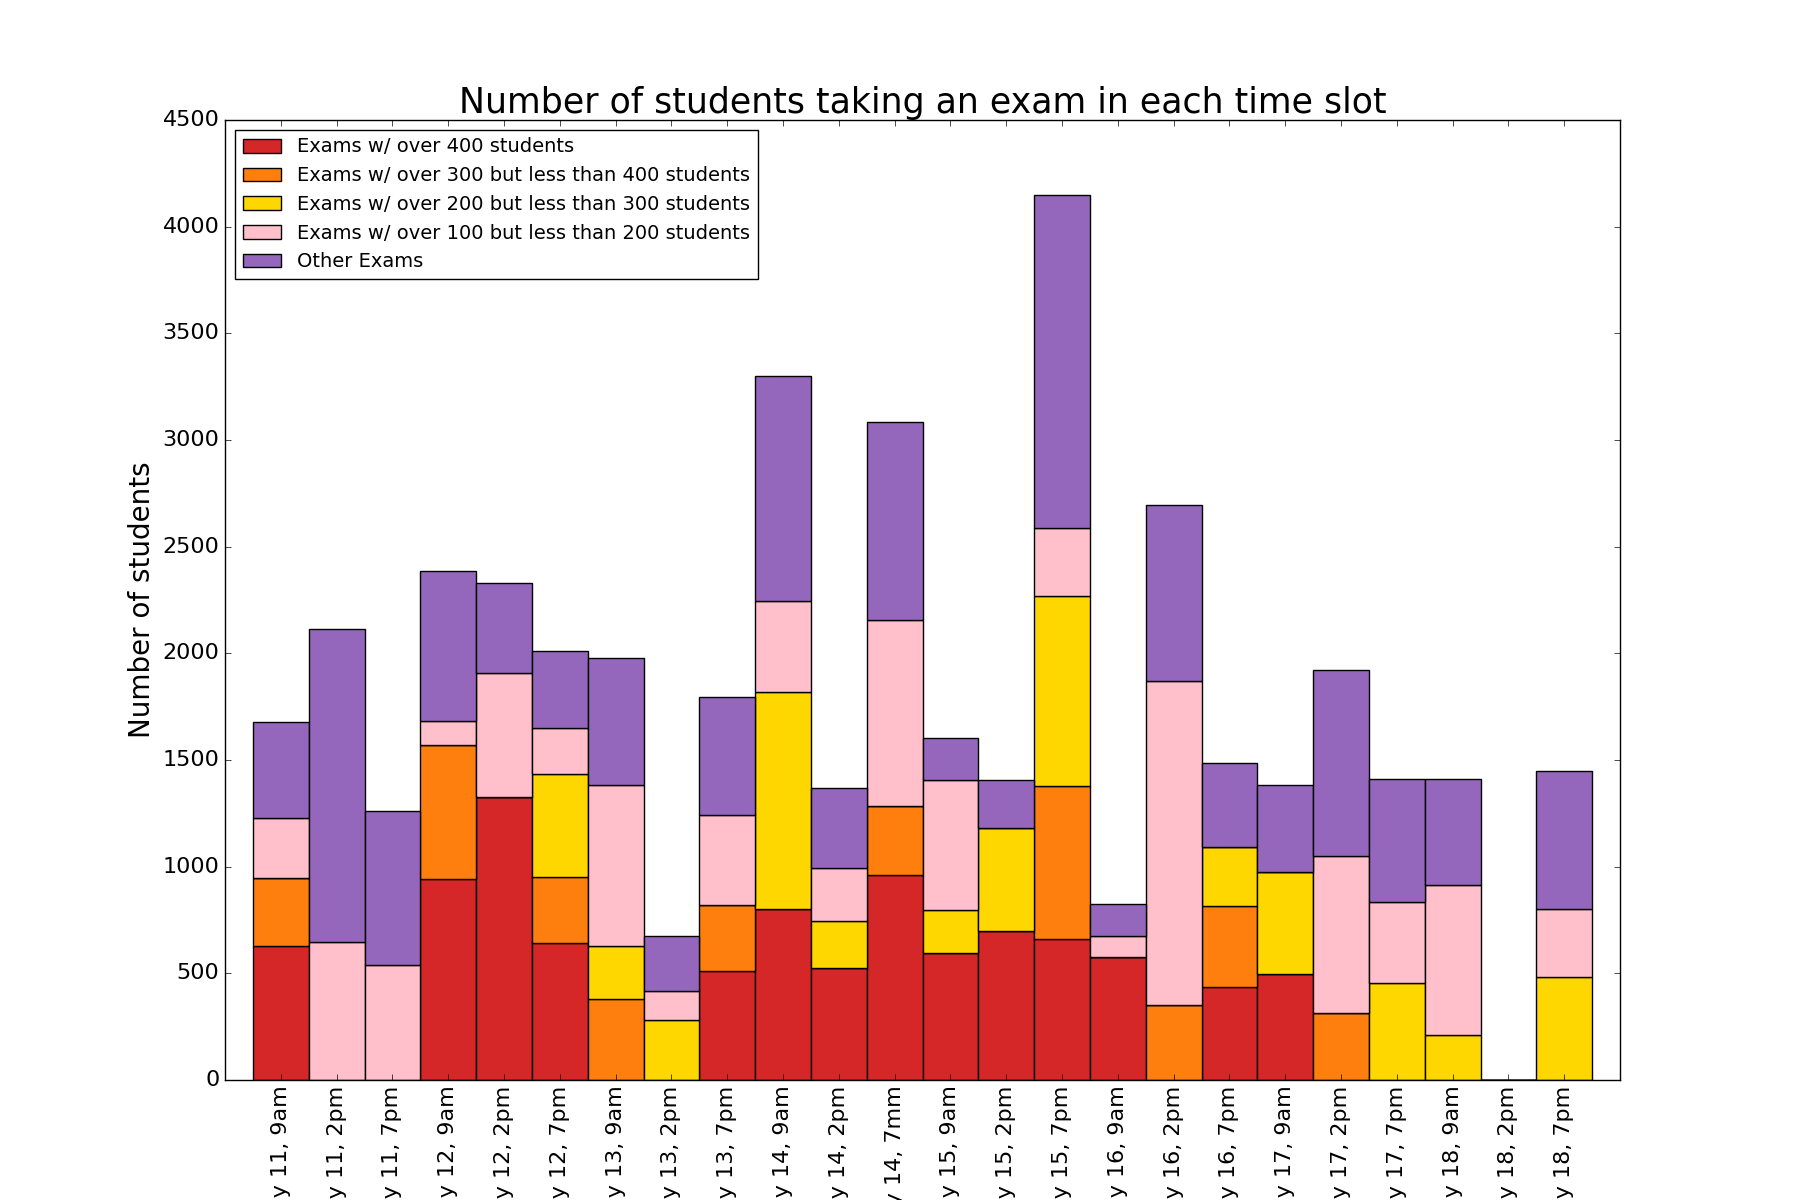 Number of students taking an exam in each time slot
Exams w/ over 400 students
Exams w/ over 300 but less than 400 students
Exams w/ over 200 but less than 300 students
Exams w/ over 100 but less than 200 students
Other Exams
Number of students
4500
4000
3500
3000
2500
2000
1500
1000
500
0
y 11, 9am
y 11, 2pm
y 11, 7pm
y 12, 9am
y 12, 2pm
y 12, 7pm
y 13, 9am
y 13, 2pm
y 13, 7pm
y 14, 9am
y 14, 2pm
y 14, 7mm
y 15, 9am
y 15, 2pm
y 15, 7pm
y 16, 9am
y 16, 2pm
y 16, 7pm
y 17, 9am
y 17, 2pm
y 17, 7pm
y 18, 9am
y 18, 2pm
y 18, 7pm